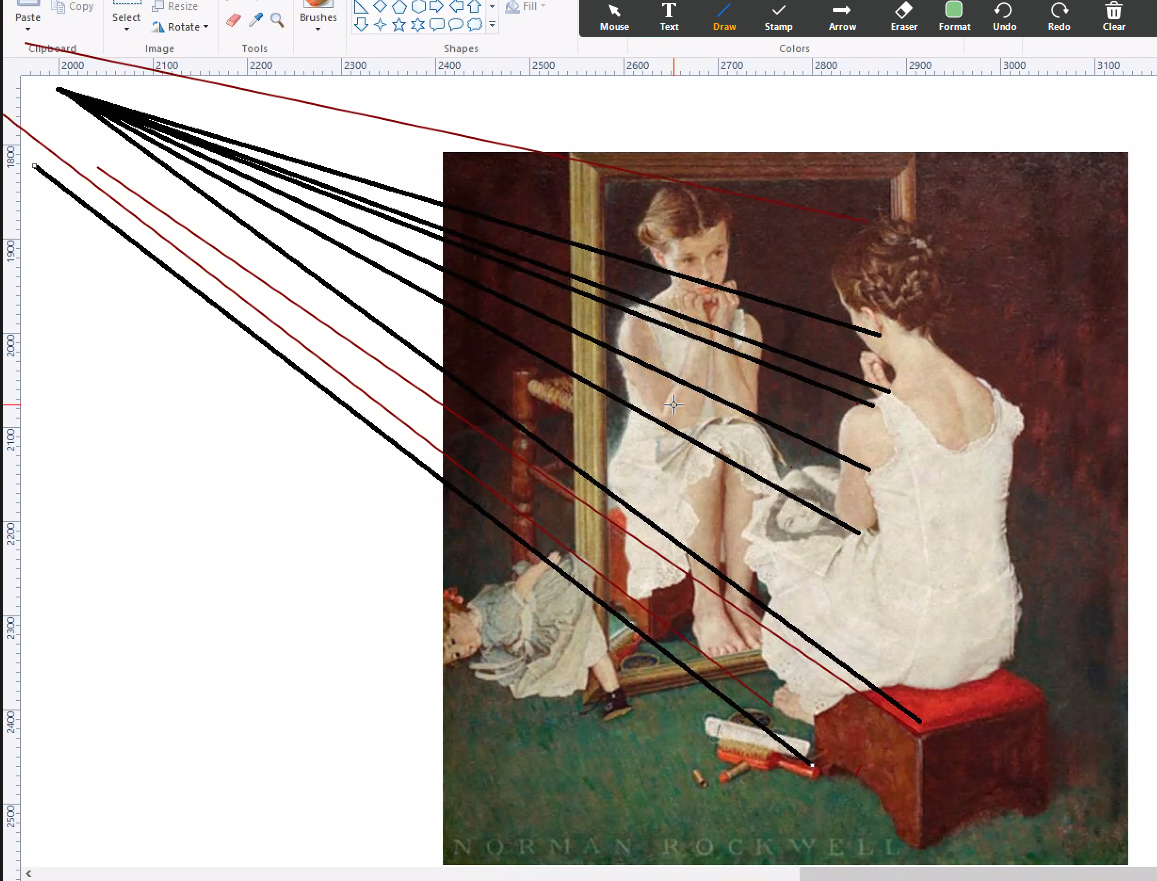 Paste
Copy
Select
Resize
Rotate
Brushes
Fill
Mouse
Text
Draw
Stamp
Arrow
Eraser
Format
Undo
Redo
Clear
Clipboard
Image
Tools
Shapes
Colors
2000 2100 2200 2300 2400 2500 2600 2700 2800 2900 3000 3100
1800
1900
2000
2100
2200
2300
2400
2500
NORMAN ROCKWELL